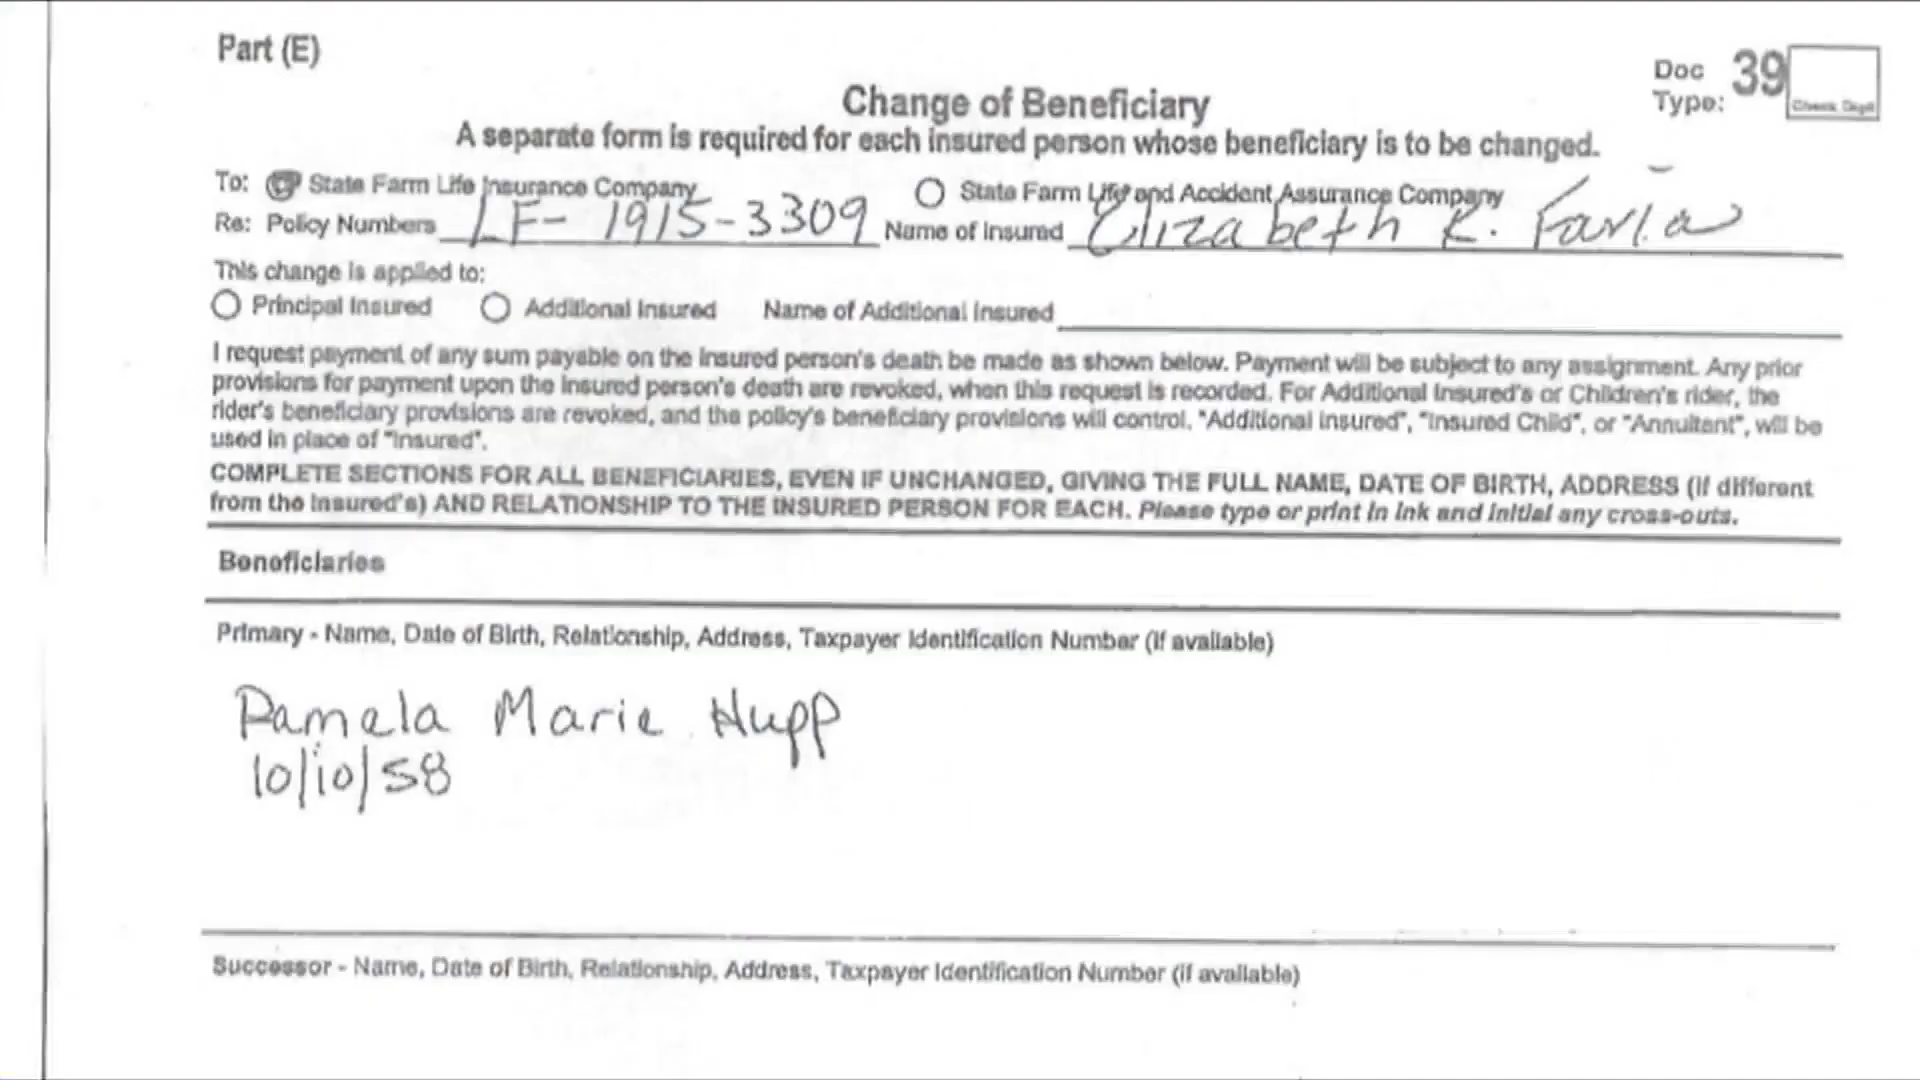 Part (E)
Doc Type: 39
Check Digit
Change of Beneficiary
A separate form is required for each insured person whose beneficiary is to be changed.
To: State Farm Life Insurance Company State Farm Life and Accident Assurance Company
Re: Policy Numbers LF-1915-3309 Name of Insured Elizabeth K. Faria
This change is applied to:
Principal Insured Additional Insured Name of Additional Insured
I request payment of any sum payable on the insured person's death be made as shown below. Payment will be subject to any assignment. Any prior
provisions for payment upon the insured person's death are revoked, when this request is recorded. For Additional Insured's or Children's rider, the
rider's beneficiary provisions are revoked, and the policy's beneficiary provisions will control. "Additional Insured", "Insured Child", or "Annuitant", will be
used in place of "Insured".
COMPLETE SECTIONS FOR ALL BENEFICIARIES, EVEN IF UNCHANGED, GIVING THE FULL NAME, DATE OF BIRTH, ADDRESS (if different
from the Insured's) AND RELATIONSHIP TO THE INSURED PERSON FOR EACH. Please type or print in ink and initial any cross-outs.
Beneficiaries
Primary - Name, Date of Birth, Relationship, Address, Taxpayer Identification Number (if available)
Pamela Marie Hupp
10/10/58
Successor - Name, Date of Birth, Relationship, Address, Taxpayer Identification Number (if available)